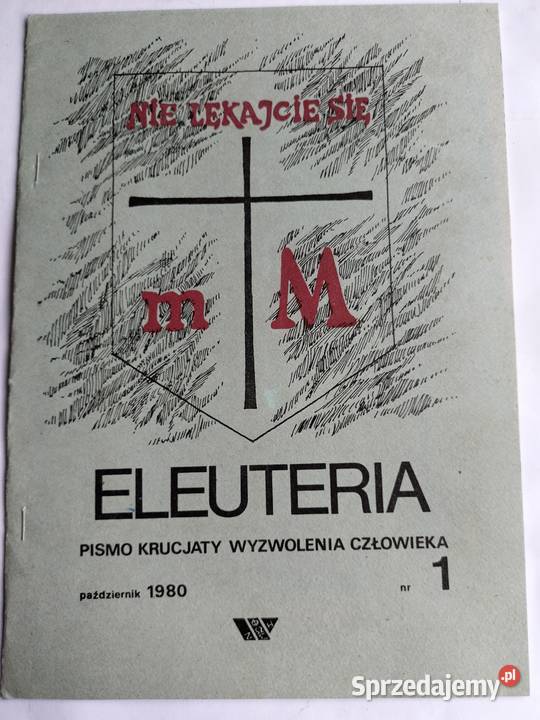 NIE LĘKAJCIE SIĘ
m M
ELEUTERIA
PISMO KRUCJATY WYZWOLENIA CZŁOWIEKA
październik 1980 nr 1
Sprzedajemy.pl